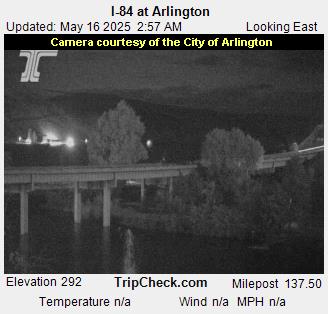 I-84 at Arlington
Updated: May 16 2025 2:57 AM Looking East
Camera courtesy of the City of Arlington
Elevation 292 TripCheck.com Milepost 137.50
Temperature n/a Wind n/a MPH n/a